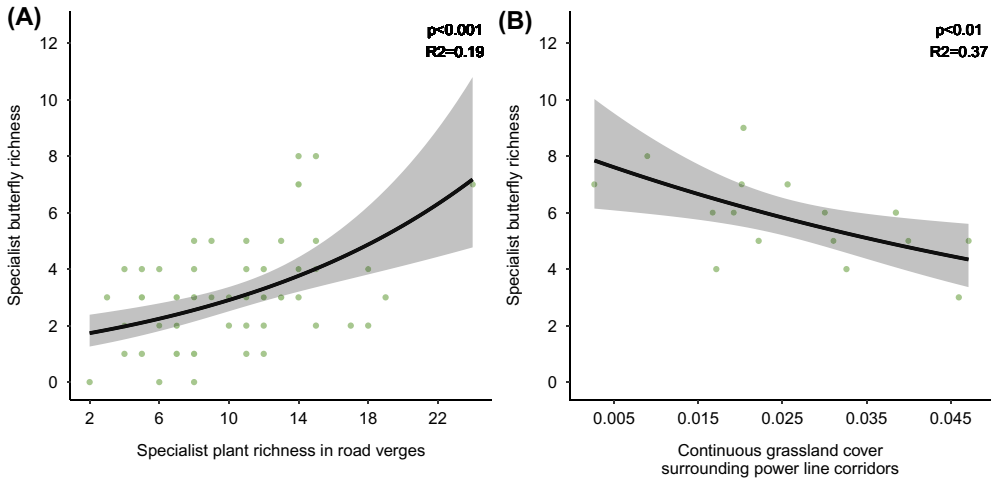 (A)
p<0.001
R2=0.19
12
10
8
6
4
2
0
Specialist butterfly richness
2 6 10 14 18 22
Specialist plant richness in road verges
(B)
p<0.01
R2=0.37
12
10
8
6
4
2
0
Specialist butterfly richness
0.005 0.015 0.025 0.035 0.045
Continuous grassland cover
surrounding power line corridors